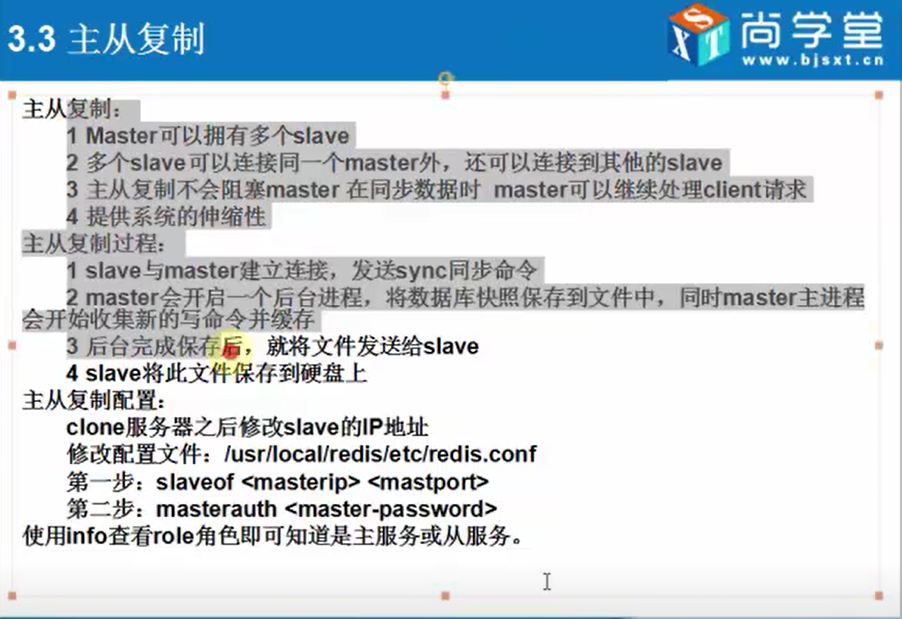 3.3 主从复制
SXT
尚学堂
www.bjsxt.cn
主从复制：
1 Master可以拥有多个slave
2 多个slave可以连接同一个master外，还可以连接到其他的slave
3 主从复制不会阻塞master 在同步数据时 master可以继续处理client请求
4 提供系统的伸缩性
主从复制过程：
1 slave与master建立连接，发送sync同步命令
2 master会开启一个后台进程，将数据库快照保存到文件中，同时master主进程
会开始收集新的写命令并缓存
3 后台完成保存后，就将文件发送给slave
4 slave将此文件保存到硬盘上
主从复制配置：
clone服务器之后修改slave的IP地址
修改配置文件：/usr/local/redis/etc/redis.conf
第一步：slaveof <masterip> <mastport>
第二步：masterauth <master-password>
使用info查看role角色即可知道是主服务或从服务。